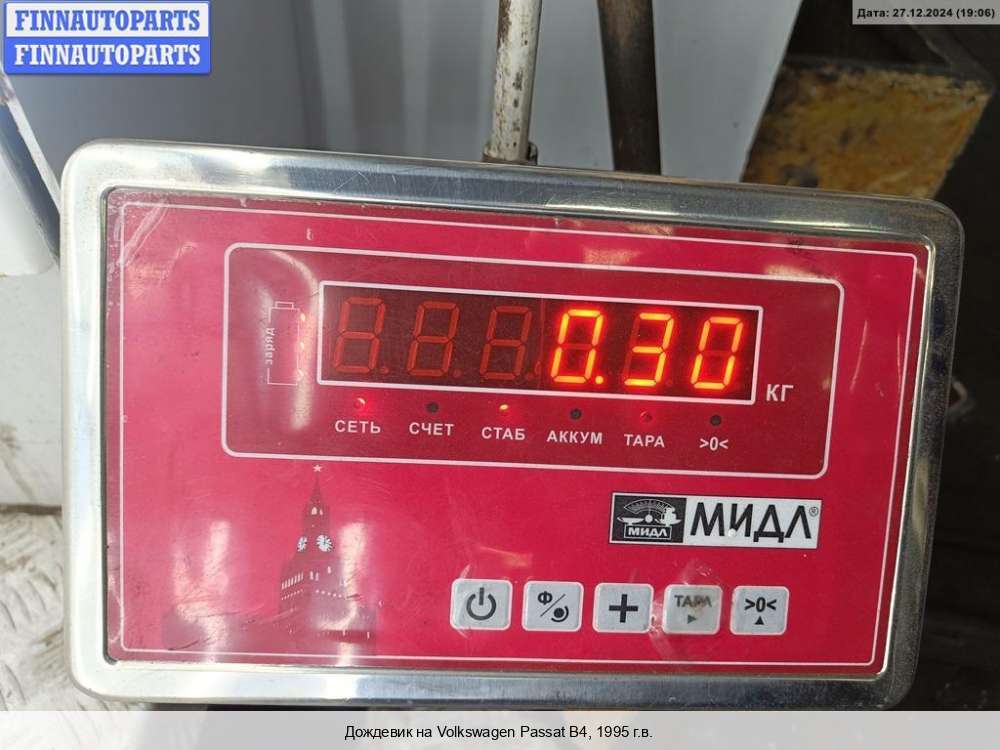 FINNAUTOPARTS
FINNAUTOPARTS
Дата: 27.12.2024 (19:06)
заряд
0.30
КГ
СЕТЬ СЧЕТ СТАБ АККУМ ТАРА >0<
МИДЛ МИДЛ®
Ф/ + ТАРА >0<
Дождевик на Volkswagen Passat B4, 1995 г.в.